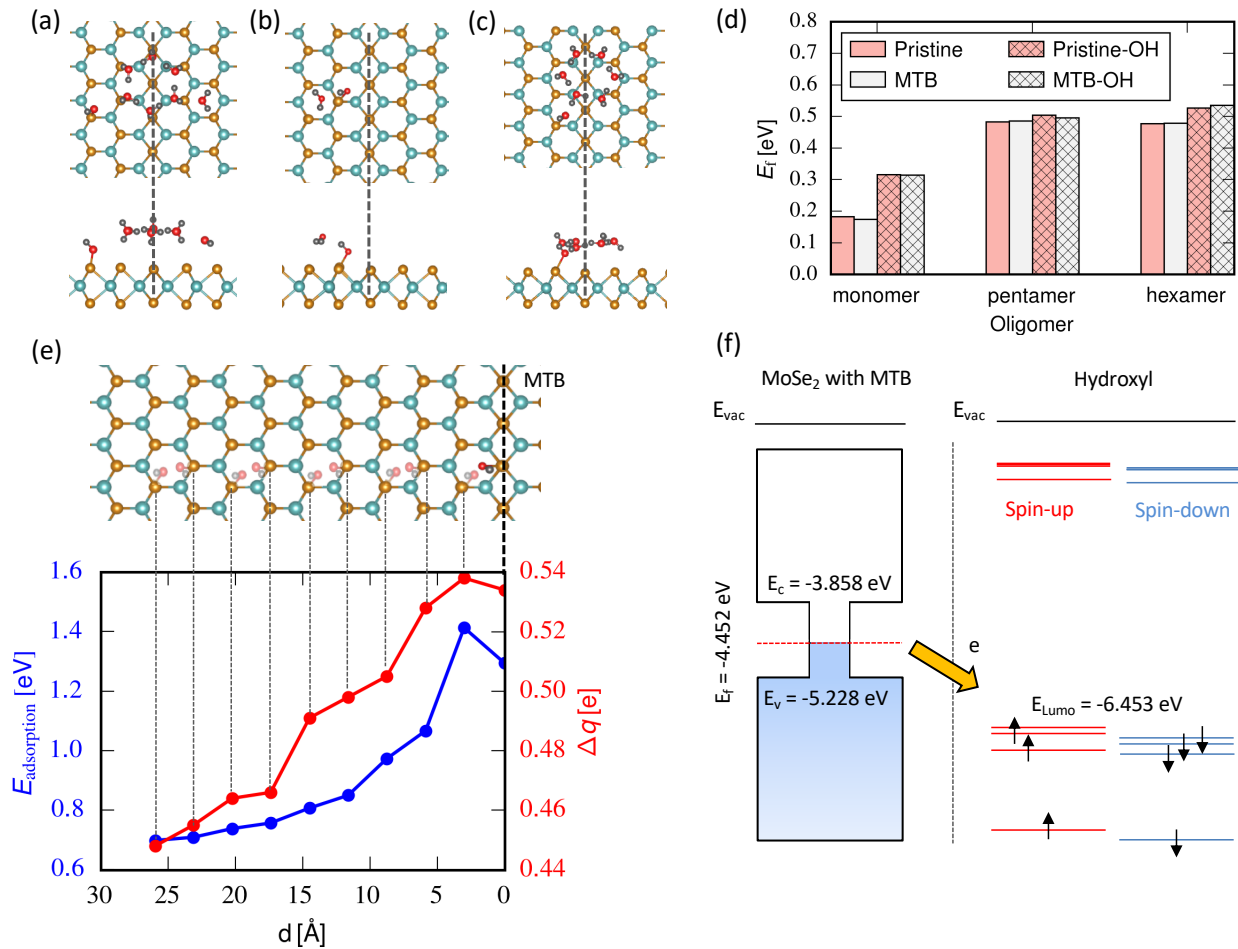 (a)
(b)
(c)
(d)
0.8
0.7
0.6
0.5
0.4
0.3
0.2
0.1
0.0
E_f [eV]
Pristine
MTB
Pristine-OH
MTB-OH
monomer
pentamer
hexamer
Oligomer
(e)
MTB
1.6
1.4
1.2
1.0
0.8
0.6
E_adsorption [eV]
0.54
0.52
0.50
0.48
0.46
0.44
Δq [e]
30
25
20
15
10
5
0
d [Å]
(f)
MoSe₂ with MTB
Hydroxyl
E_vac
E_vac
Spin-up
Spin-down
E_c = -3.858 eV
E_f = -4.452 eV
e
E_v = -5.228 eV
E_Lumo = -6.453 eV